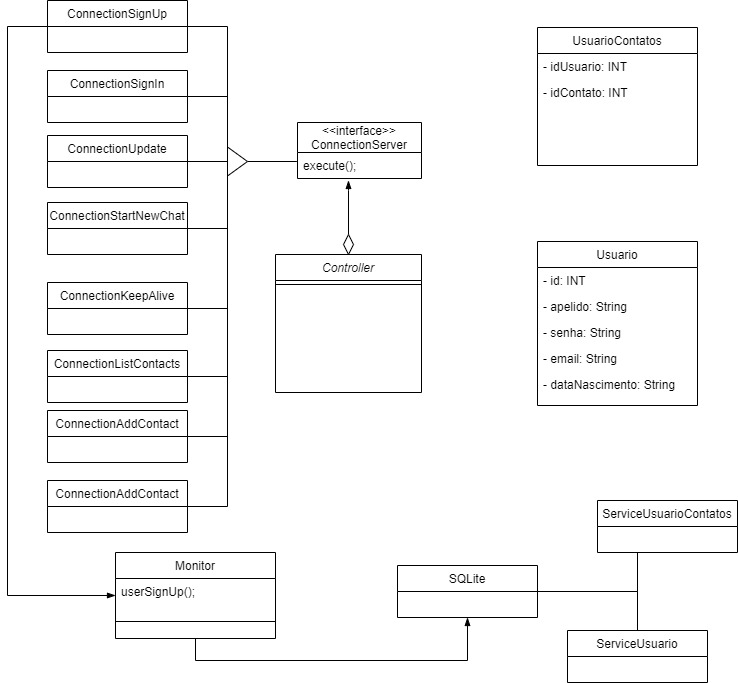 ConnectionSignUp
ConnectionSignIn
ConnectionUpdate
ConnectionStartNewChat
ConnectionKeepAlive
ConnectionListContacts
ConnectionAddContact
ConnectionAddContact
<<interface>>
ConnectionServer
execute();
Controller
UsuarioContatos
- idUsuario: INT
- idContato: INT
Usuario
- id: INT
- apelido: String
- senha: String
- email: String
- dataNascimento: String
Monitor
userSignUp();
SQLite
ServiceUsuarioContatos
ServiceUsuario